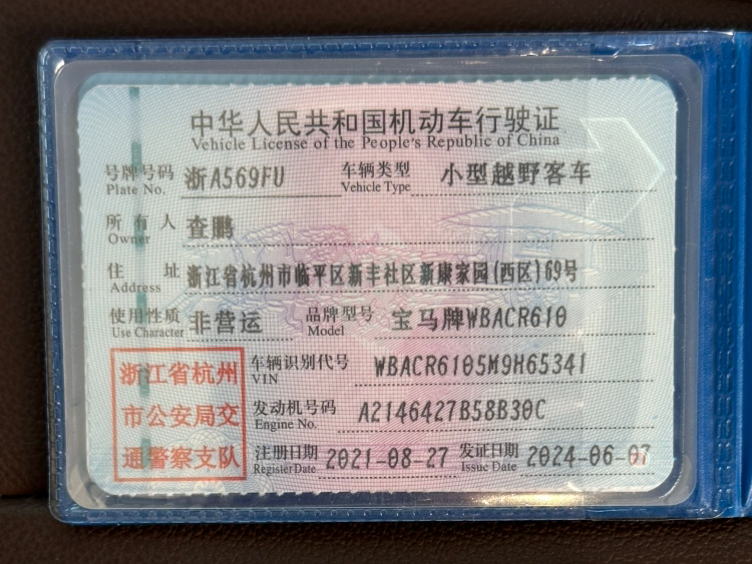 中华人民共和国机动车行驶证
Vehicle License of the People's Republic of China
号牌号码 浙A569FU 车辆类型 小型越野客车
Plate No. Vehicle Type
所有人 查鹏
Owner
住址 浙江省杭州市临平区新丰社区新康家园(西区)69号
Address
使用性质 非营运 品牌型号 宝马牌WBACR610
Use Character Model
浙江省杭州
市公安局交
通警察支队
车辆识别代号 WBACR6105M9H65341
VIN
发动机号码 A2146427B58B30C
Engine No.
注册日期 2021-08-27 发证日期 2024-06-07
Register Date Issue Date